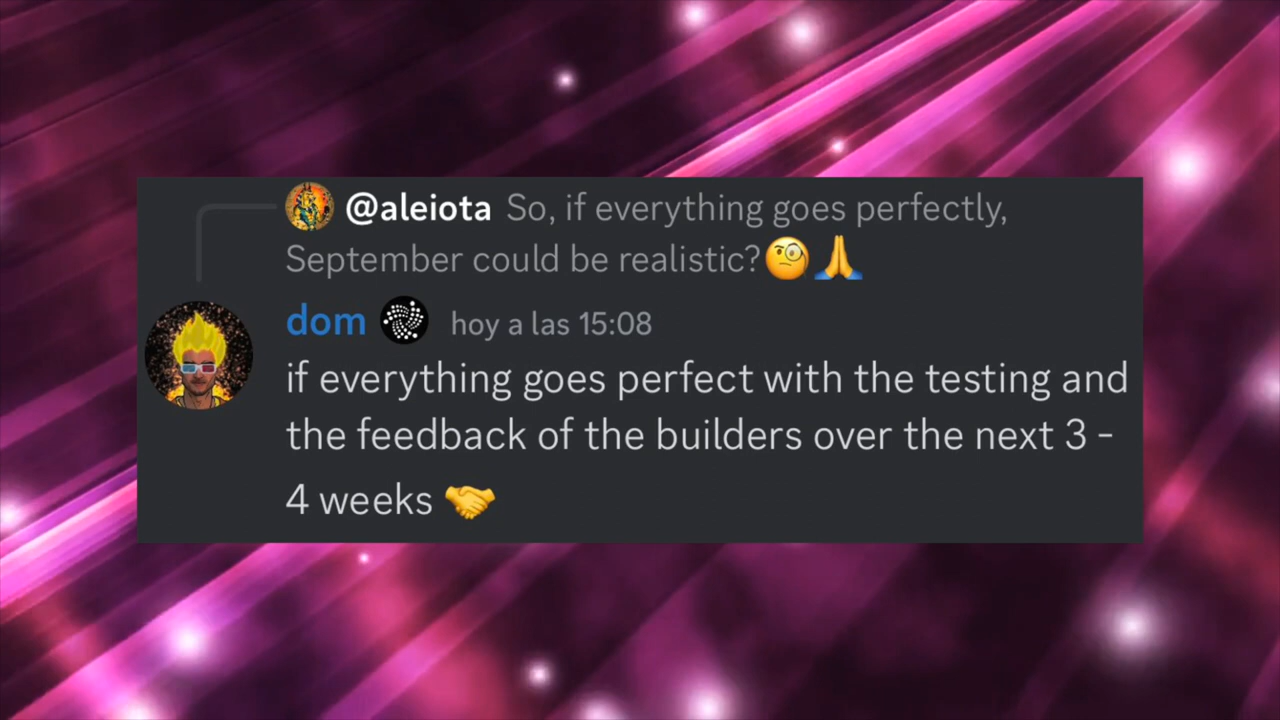 @aleiota So, if everything goes perfectly,
September could be realistic?🧐🙏
dom hoy a las 15:08
if everything goes perfect with the testing and
the feedback of the builders over the next 3 -
4 weeks 🤝